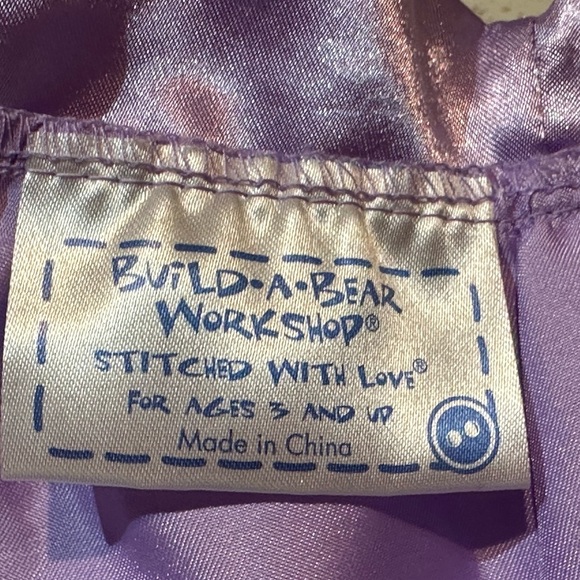 BUiLD•A•BEAR
WORKSHOP®
STITCHED WITH LOVE®
FOR AGES 3 AND UP
Made in China